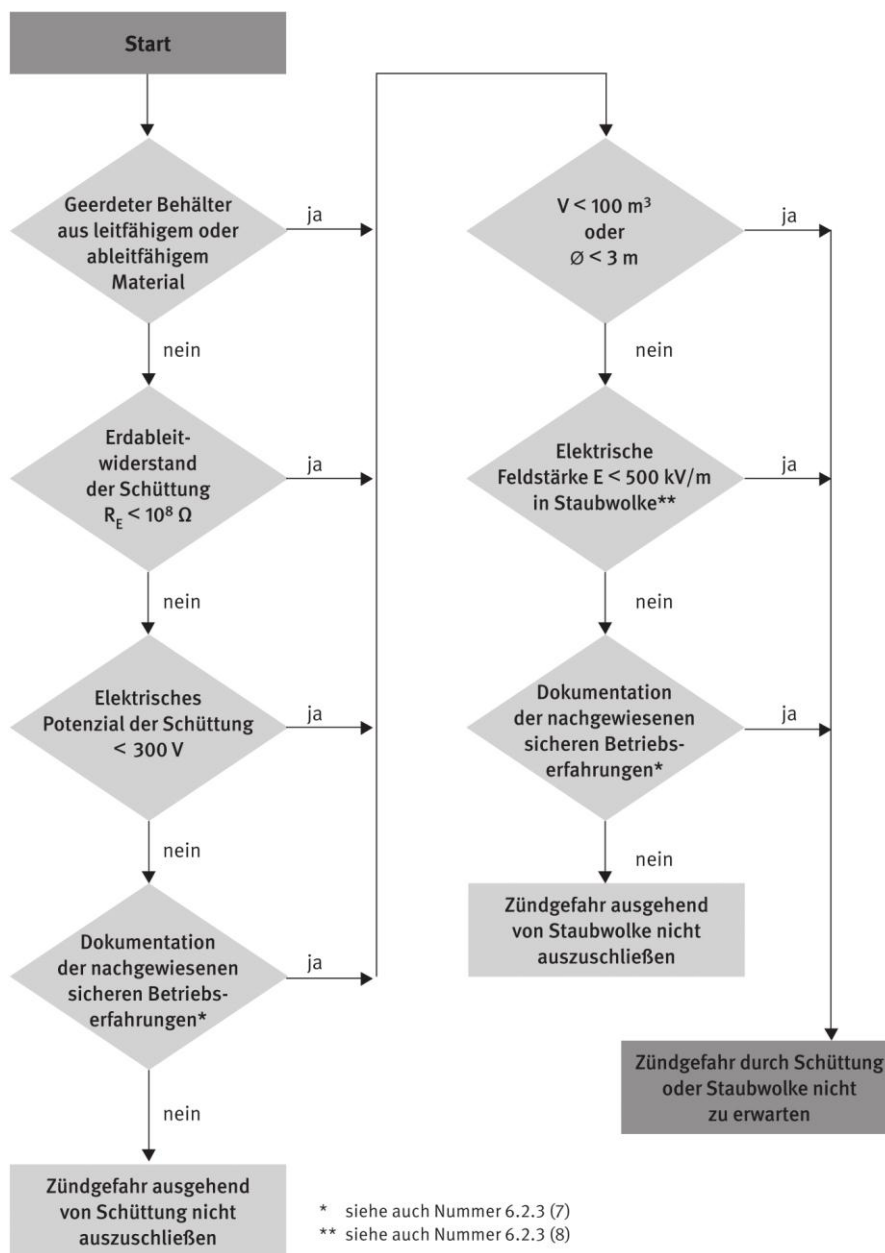 Start
Geerdeter Behälter
aus leitfähigem oder
ableitfähigem
Material
ja
nein
Erdableit-
widerstand
der Schüttung
R_E < 10⁸ Ω
ja
nein
Elektrisches
Potenzial der Schüttung
< 300 V
ja
nein
Dokumentation
der nachgewiesenen
sicheren Betriebs-
erfahrungen*
ja
nein
Zündgefahr ausgehend
von Schüttung nicht
auszuschließen
V < 100 m³
oder
Ø < 3 m
ja
nein
Elektrische
Feldstärke E < 500 kV/m
in Staubwolke**
ja
nein
Dokumentation
der nachgewiesenen
sicheren Betriebs-
erfahrungen*
ja
nein
Zündgefahr ausgehend
von Staubwolke nicht
auszuschließen
Zündgefahr durch Schüttung
oder Staubwolke nicht
zu erwarten
* siehe auch Nummer 6.2.3 (7)
** siehe auch Nummer 6.2.3 (8)